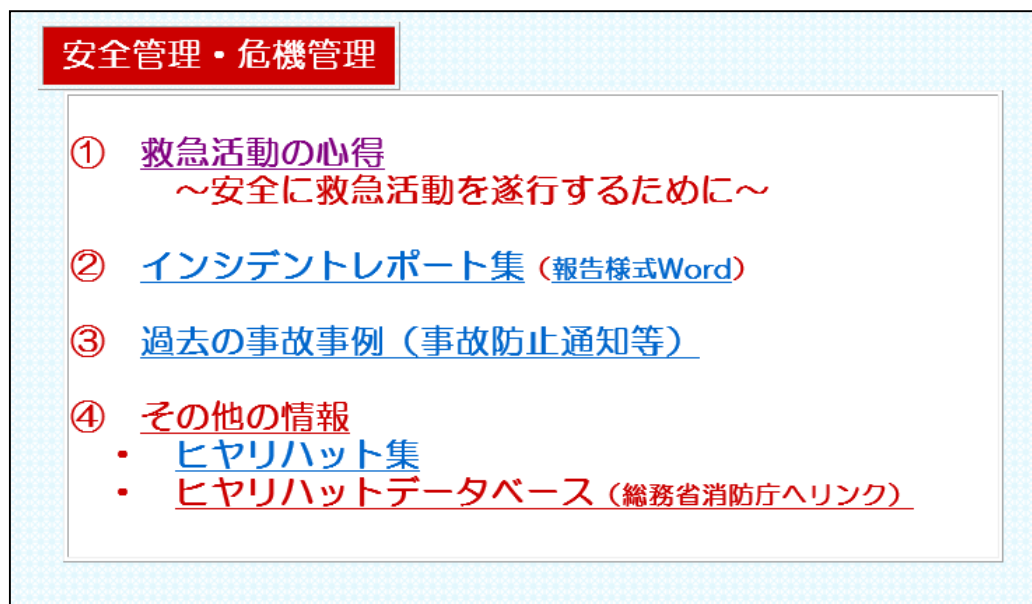 安全管理・危機管理
① 救急活動の心得
～安全に救急活動を遂行するために～
② インシデントレポート集（報告様式Word）
③ 過去の事故事例（事故防止通知等）
④ その他の情報
・ ヒヤリハット集
・ ヒヤリハットデータベース（総務省消防庁へリンク）